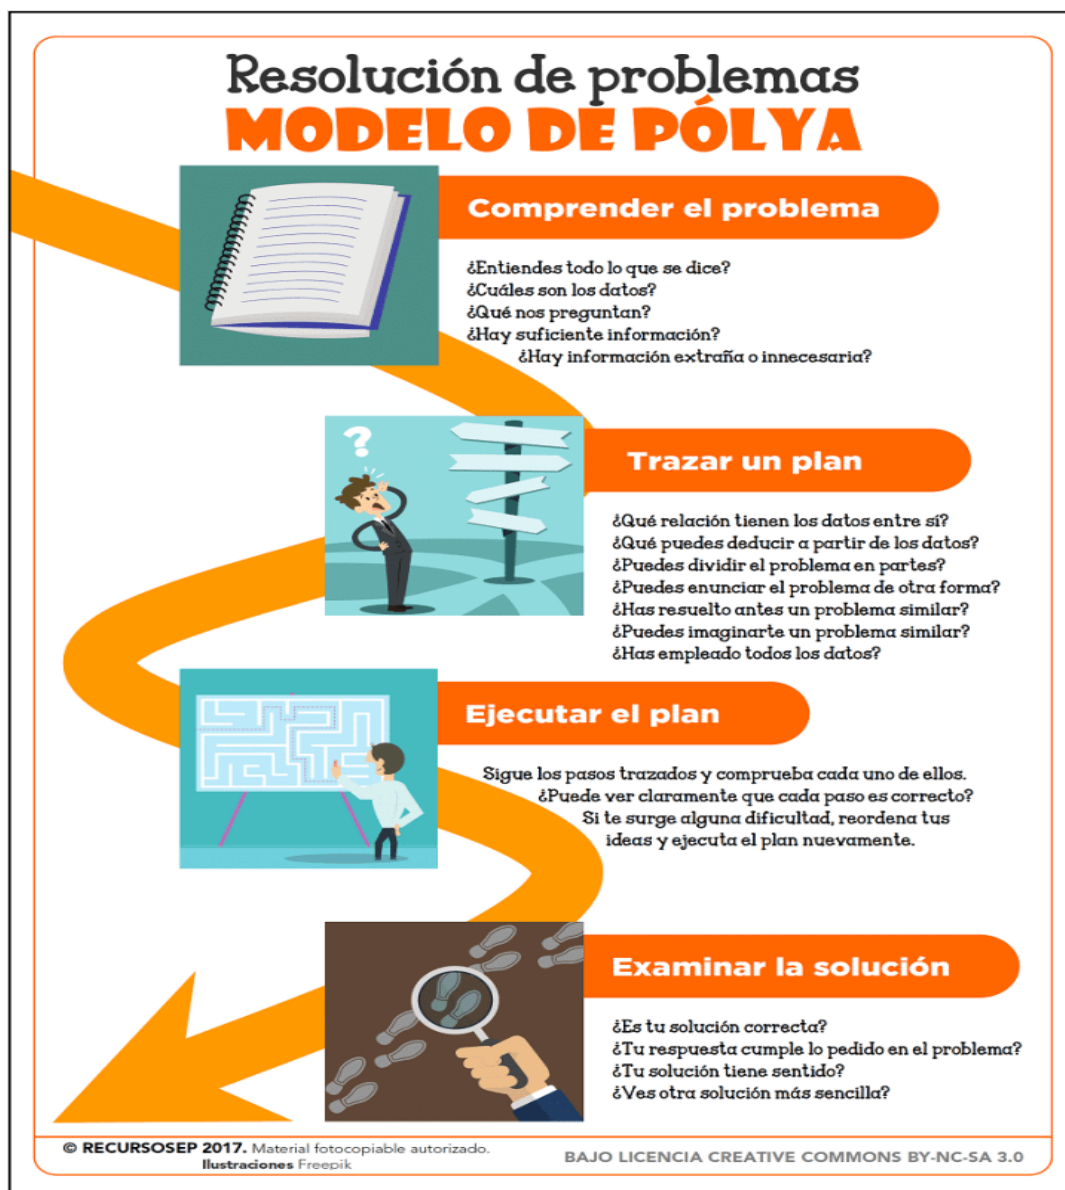 Resolución de problemas
MODELO DE PÓLYA
Comprender el problema
¿Entiendes todo lo que se dice?
¿Cuáles son los datos?
¿Qué nos preguntan?
¿Hay suficiente información?
¿Hay información extraña o innecesaria?
?
Trazar un plan
¿Qué relación tienen los datos entre sí?
¿Qué puedes deducir a partir de los datos?
¿Puedes dividir el problema en partes?
¿Puedes enunciar el problema de otra forma?
¿Has resuelto antes un problema similar?
¿Puedes imaginarte un problema similar?
¿Has empleado todos los datos?
Ejecutar el plan
Sigue los pasos trazados y comprueba cada uno de ellos.
¿Puede ver claramente que cada paso es correcto?
Si te surge alguna dificultad, reordena tus
ideas y ejecuta el plan nuevamente.
Examinar la solución
¿Es tu solución correcta?
¿Tu respuesta cumple lo pedido en el problema?
¿Tu solución tiene sentido?
¿Ves otra solución más sencilla?
© RECURSOSEP 2017. Material fotocopiable autorizado.
Ilustraciones Freepik
BAJO LICENCIA CREATIVE COMMONS BY-NC-SA 3.0